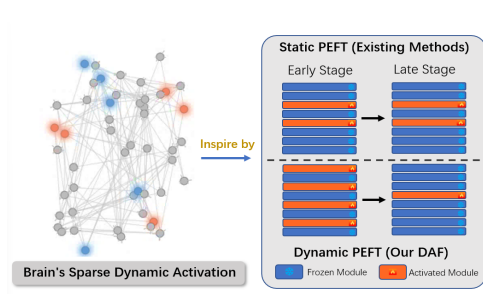 Static PEFT (Existing Methods)
Early Stage
Late Stage
Inspire by
Dynamic PEFT (Our DAF)
Frozen Module
Activated Module
Brain's Sparse Dynamic Activation